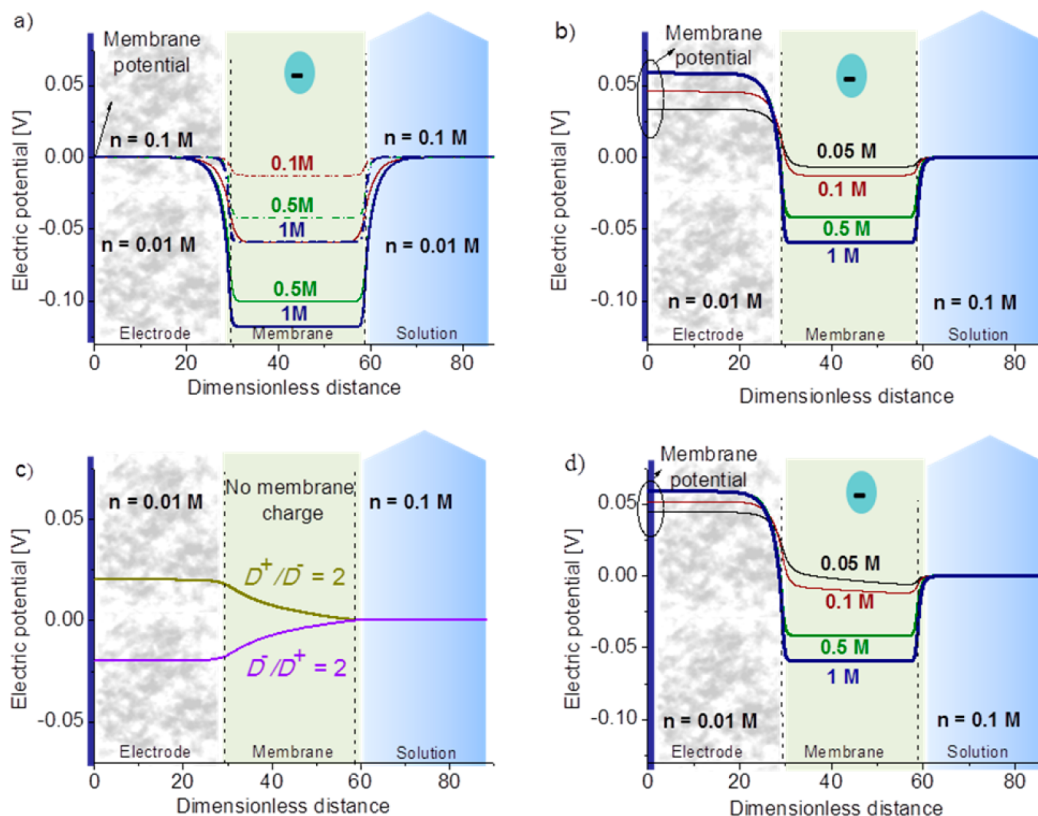 a)
Membrane
potential
-
n = 0.1 M
n = 0.1 M
0.1M
0.5M
1M
n = 0.01 M
n = 0.01 M
0.5M
1M
Electrode
Membrane
Solution
0.05
0.00
-0.05
-0.10
Electric potential [V]
0
20
40
60
80
Dimensionless distance
b)
Membrane
potential
-
0.05 M
0.1 M
0.5 M
1 M
n = 0.01 M
n = 0.1 M
Electrode
Membrane
Solution
0.05
0.00
-0.05
-0.10
Electric potential [V]
0
20
40
60
80
Dimensionless distance
c)
n = 0.01 M
No membrane
charge
n = 0.1 M
D⁺/D⁻ = 2
D⁻/D⁺ = 2
Electrode
Membrane
Solution
0.05
0.00
-0.05
Electric potential [V]
0
20
40
60
80
Dimensionless distance
d)
Membrane
potential
-
0.05 M
0.1 M
0.5 M
1 M
n = 0.01 M
n = 0.1 M
Electrode
Membrane
Solution
0.05
0.00
-0.05
-0.10
Electric potential [V]
0
20
40
60
80
Dimensionless distance